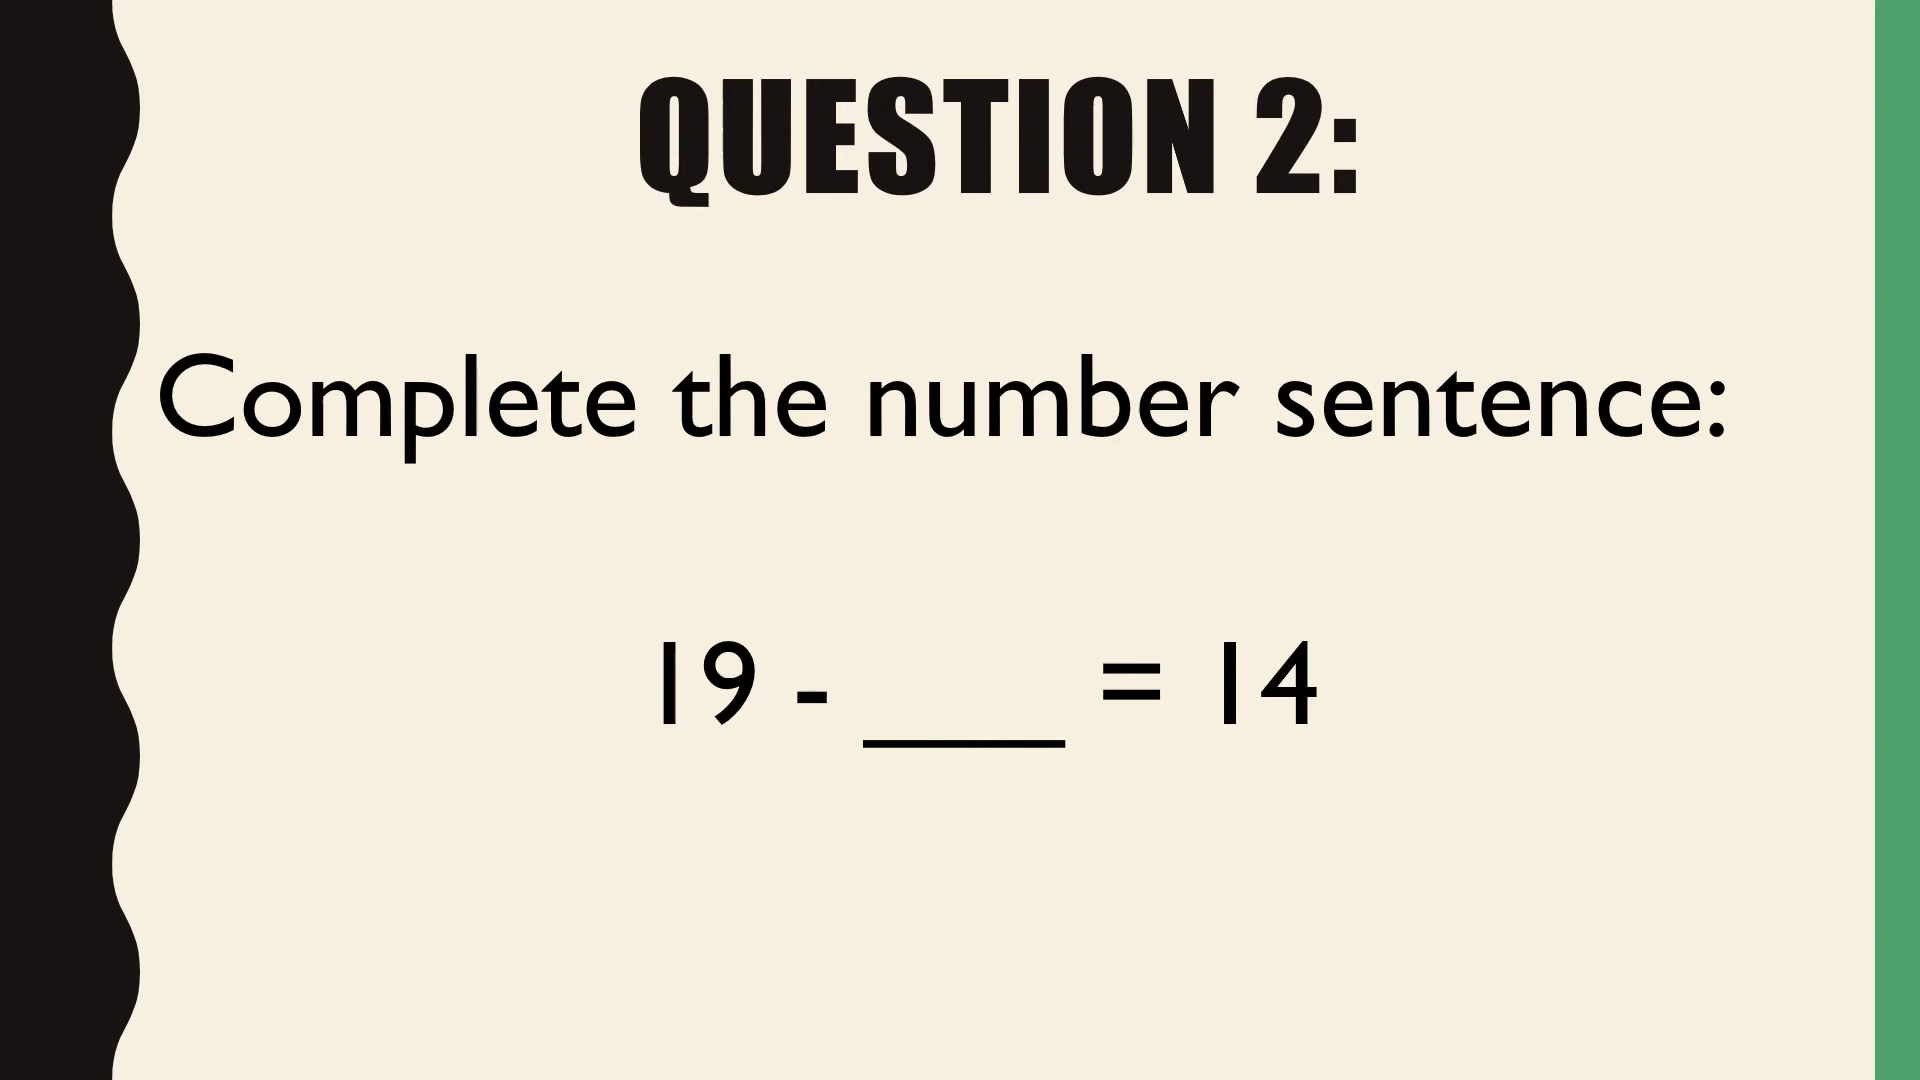 QUESTION 2:
Complete the number sentence:
19 - ___ = 14